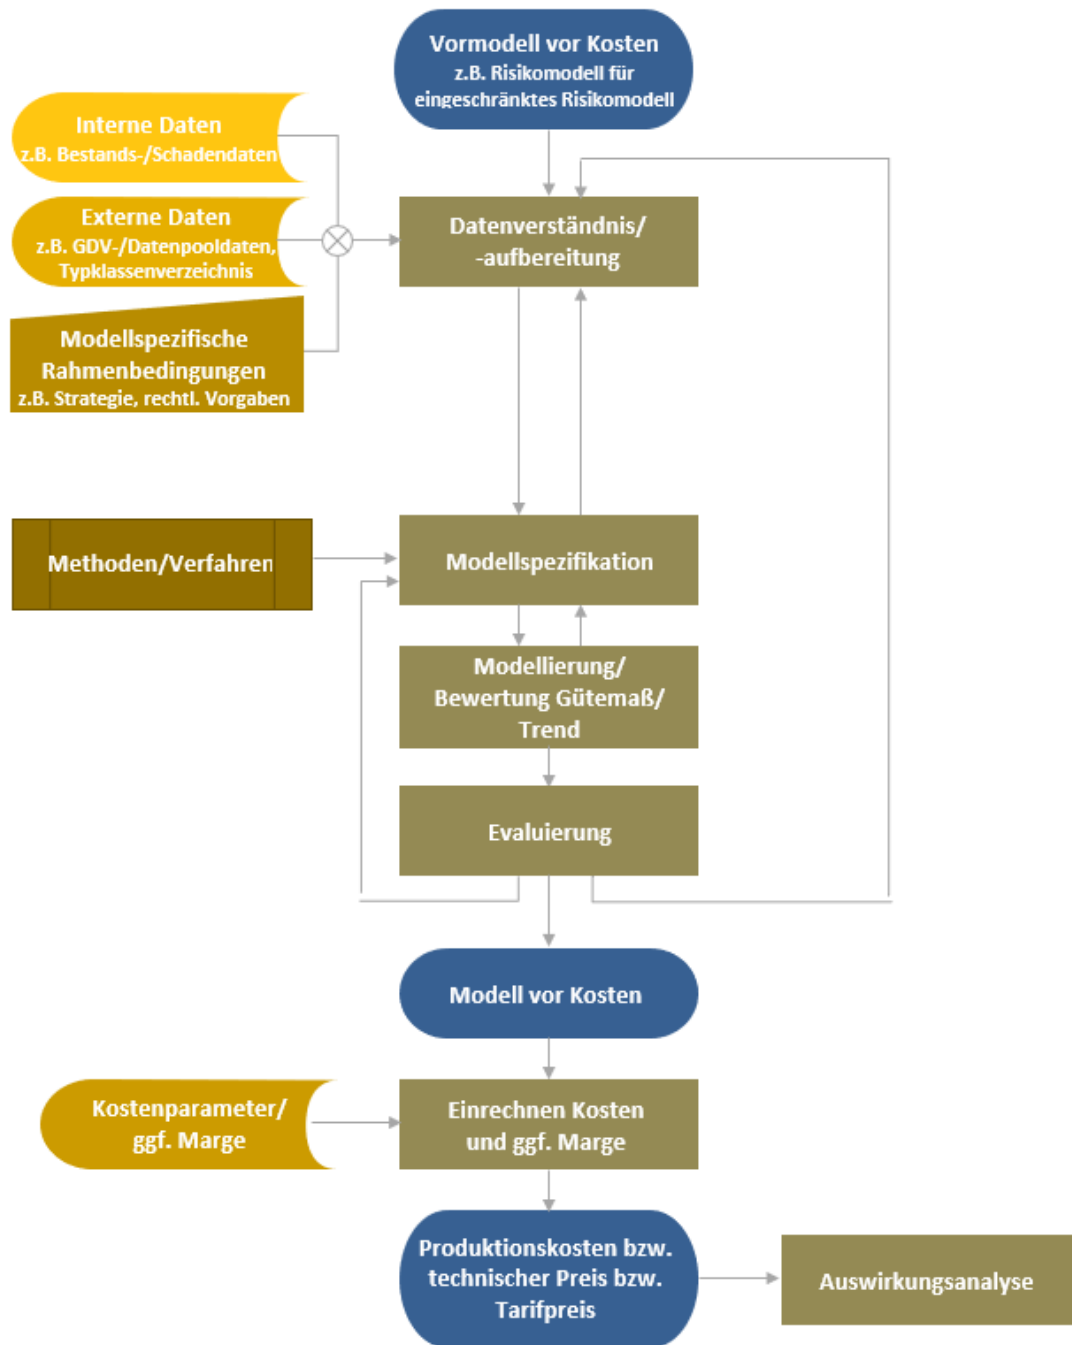 Vormodell vor Kosten
z.B. Risikomodell für
eingeschränktes Risikomodell
Interne Daten
z.B. Bestands-/Schadendaten
Externe Daten
z.B. GDV-/Datenpooldaten,
Typklassenverzeichnis
Datenverständnis/
-aufbereitung
Modellspezifische
Rahmenbedingungen
z.B. Strategie, rechtl. Vorgaben
Methoden/Verfahren
Modellspezifikation
Modellierung/
Bewertung Gütemaß/
Trend
Evaluierung
Modell vor Kosten
Kostenparameter/
ggf. Marge
Einrechnen Kosten
und ggf. Marge
Produktionskosten bzw.
technischer Preis bzw.
Tarifpreis
Auswirkungsanalyse